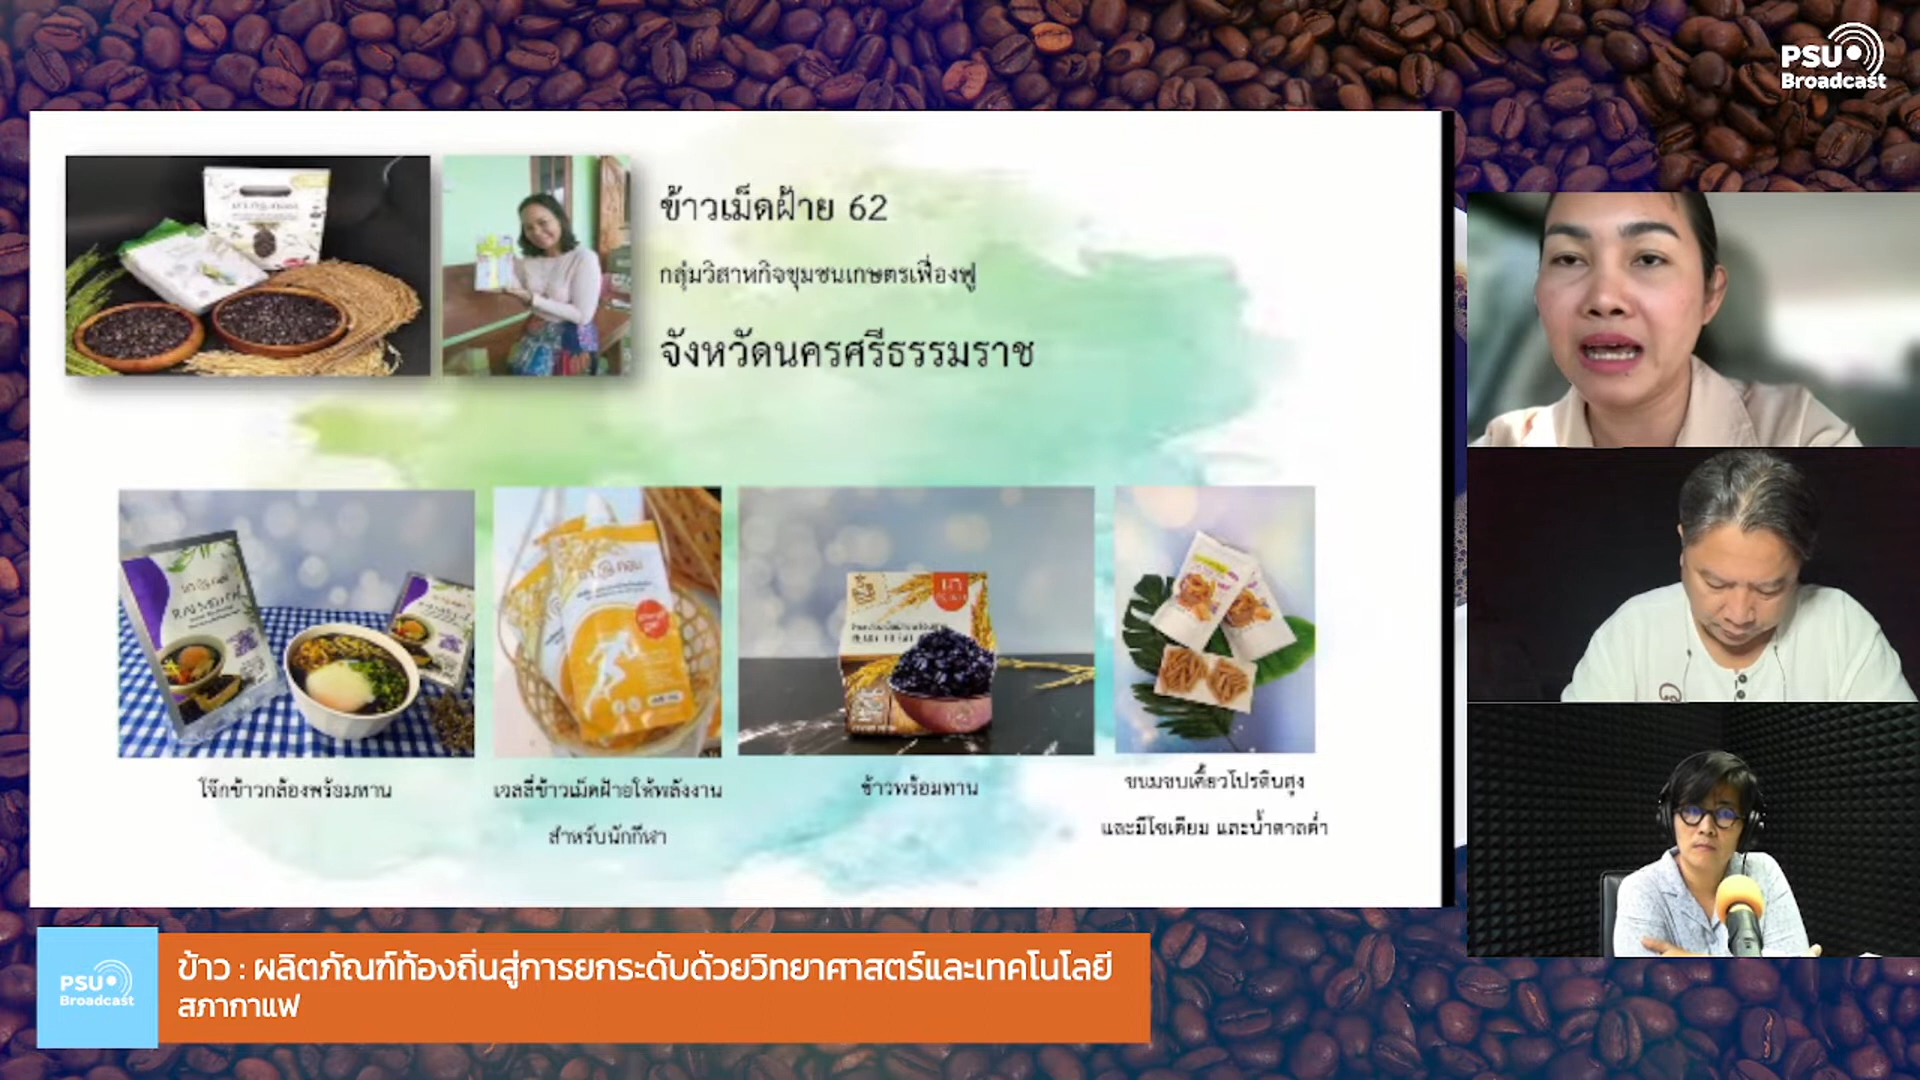 PSU
Broadcast
ข้าวเม็ดฝ้าย 62
กลุ่มวิสาหกิจชุมชนเกษตรเฟื่องฟู
จังหวัดนครศรีธรรมราช
โจ๊กข้าวกล้องพร้อมทาน
เจลลี่ข้าวเม็ดฝ้ายให้พลังงาน
สำหรับนักกีฬา
ข้าวพร้อมทาน
ขนมขบเคี้ยวโปรตีนสูง
และมีโซเดียม และน้ำตาลต่ำ
PSU
Broadcast
ข้าว : ผลิตภัณฑ์ท้องถิ่นสู่การยกระดับด้วยวิทยาศาสตร์และเทคโนโลยี
สภากาแฟ